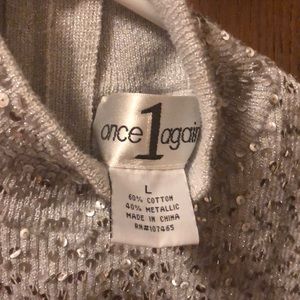 once 1 again
L
60% COTTON
40% METALLIC
MADE IN CHINA
RN#107465